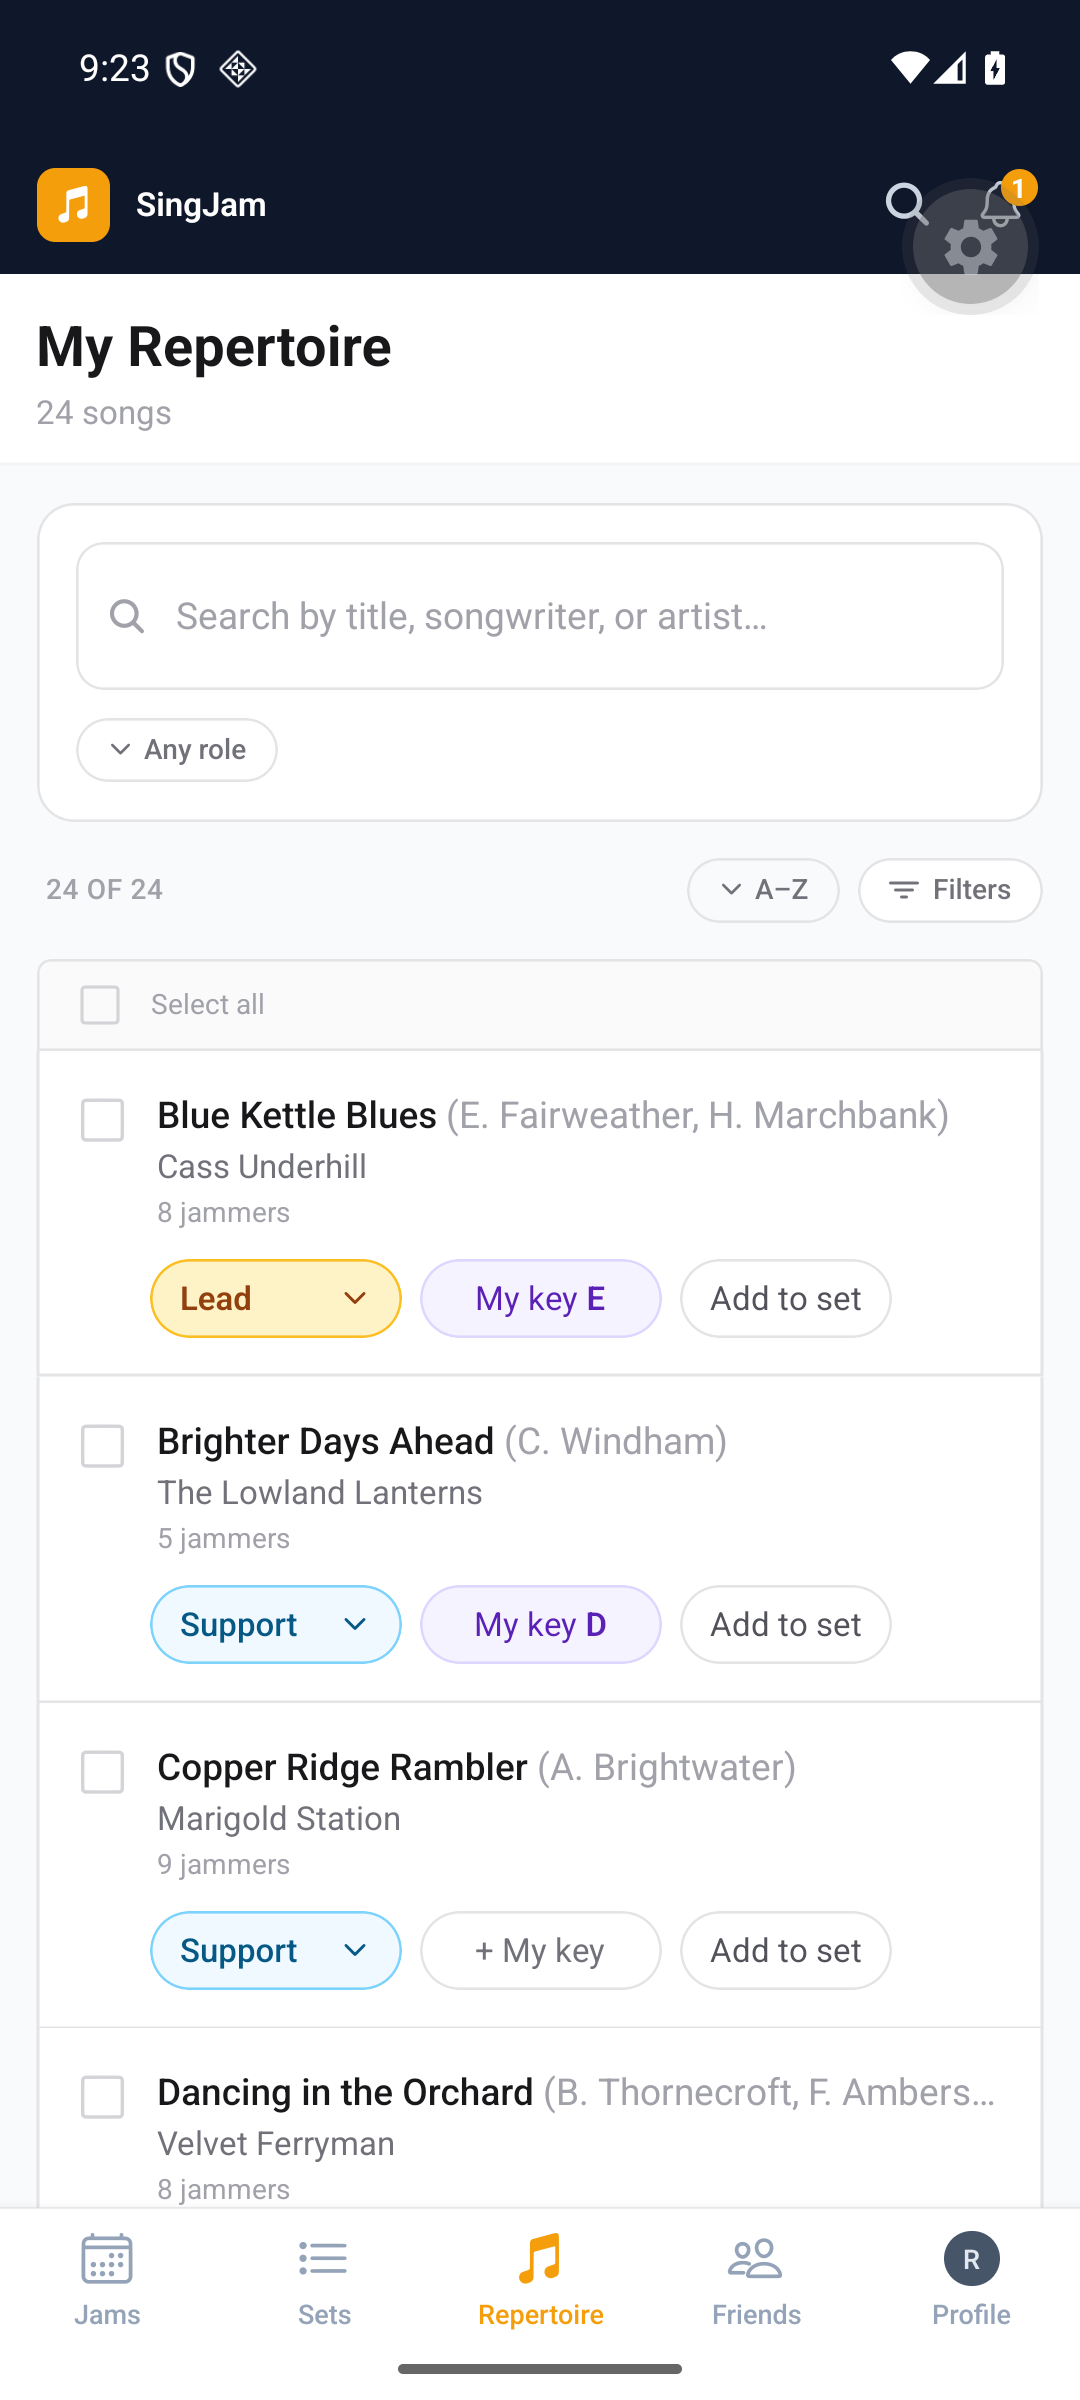 9:23
SingJam
1
My Repertoire
24 songs
Search by title, songwriter, or artist...
Any role
24 OF 24
A–Z
Filters
Select all
Blue Kettle Blues (E. Fairweather, H. Marchbank)
Cass Underhill
8 jammers
Lead
My key E
Add to set
Brighter Days Ahead (C. Windham)
The Lowland Lanterns
5 jammers
Support
My key D
Add to set
Copper Ridge Rambler (A. Brightwater)
Marigold Station
9 jammers
Support
+ My key
Add to set
Dancing in the Orchard (B. Thornecroft, F. Ambers...
Velvet Ferryman
8 jammers
Jams
Sets
Repertoire
Friends
R
Profile